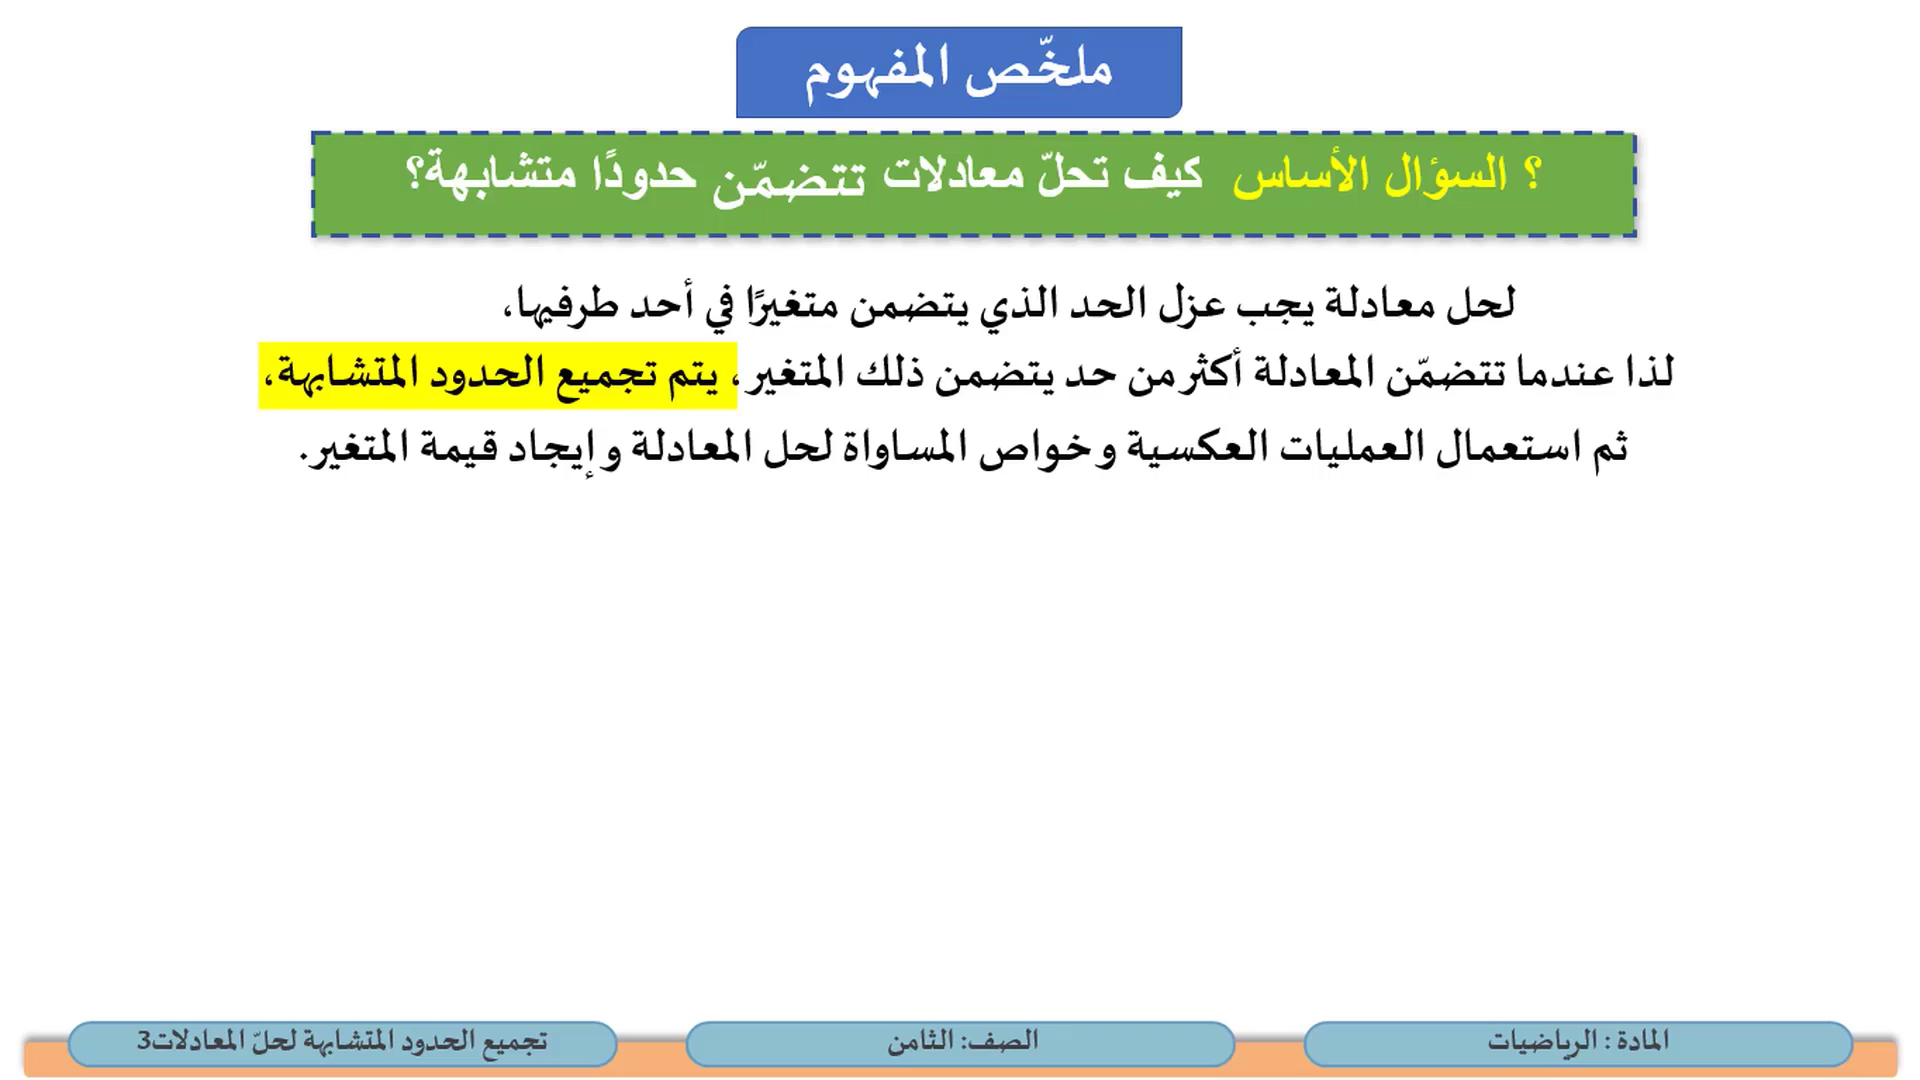 ملخّص المفهوم
؟ السؤال الأساس كيف تحلّ معادلات تتضمّن حدودًا متشابهة؟
لحل معادلة يجب عزل الحد الذي يتضمن متغيرًا في أحد طرفيها،
لذا عندما تتضمّن المعادلة أكثر من حد يتضمن ذلك المتغير، يتم تجميع الحدود المتشابهة،
ثم استعمال العمليات العكسية وخواص المساواة لحل المعادلة وإيجاد قيمة المتغير.
المادة : الرياضيات
الصف: الثامن
تجميع الحدود المتشابهة لحلّ المعادلات3